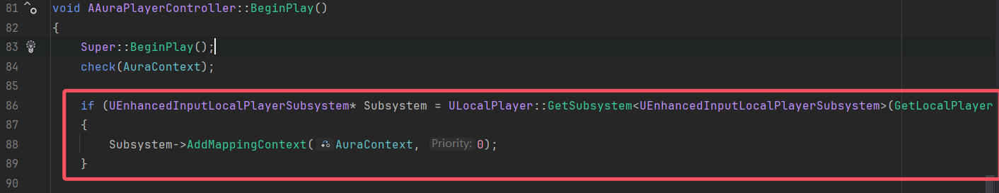 81 void AAuraPlayerController::BeginPlay()
82 {
83 Super::BeginPlay();
84 check(AuraContext);
85
86 if (UEnhancedInputLocalPlayerSubsystem* Subsystem = ULocalPlayer::GetSubsystem<UEnhancedInputLocalPlayerSubsystem>(GetLocalPlayer
87 {
88 Subsystem->AddMappingContext(AuraContext, Priority: 0);
89 }
90